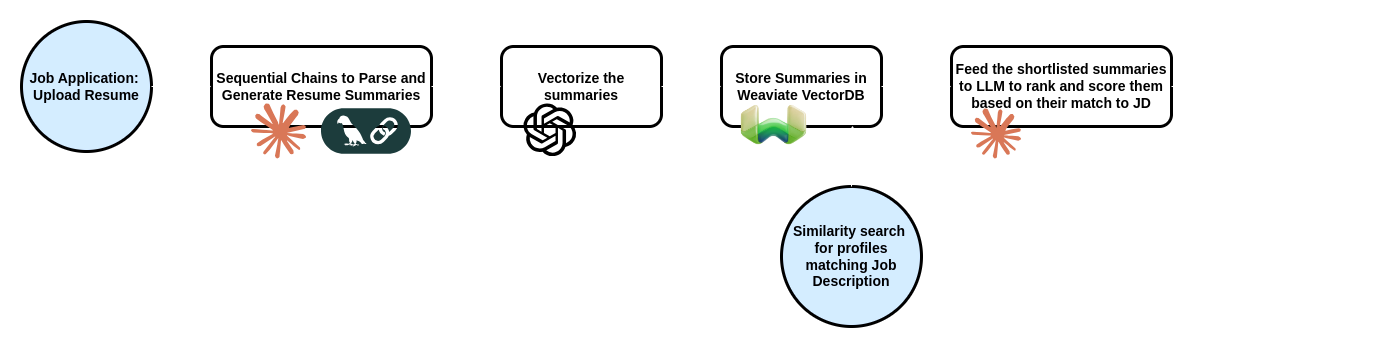 Job Application:
Upload Resume
Sequential Chains to Parse and
Generate Resume Summaries
Vectorize the
summaries
Store Summaries in
Weaviate VectorDB
Feed the shortlisted summaries
to LLM to rank and score them
based on their match to JD
Similarity search
for profiles
matching Job
Description